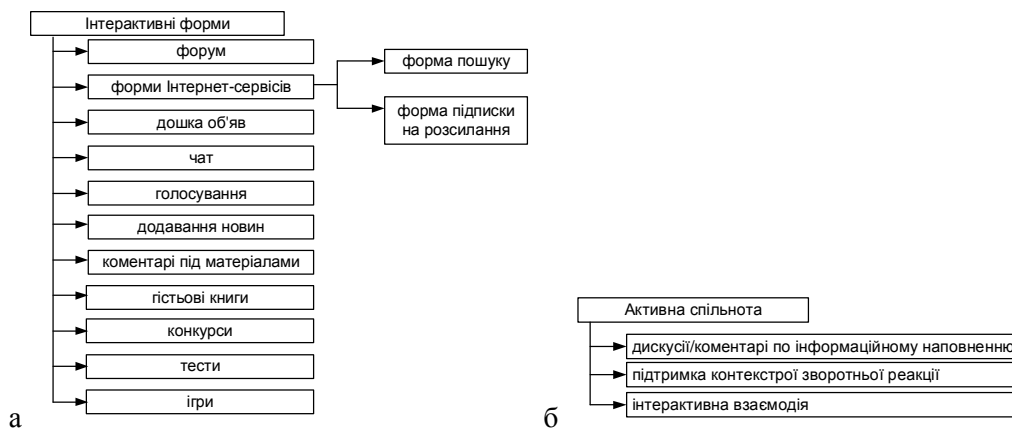 Інтерактивні форми
форум
форми Інтернет-сервісів
форма пошуку
форма підписки
на розсилання
дошка об'яв
чат
голосування
додавання новин
коментарі під матеріалами
гістьові книги
конкурси
тести
ігри
а
Активна спільнота
дискусії/коментарі по інформаційному наповненню
підтримка контекстрої зворотньої реакції
інтерактивна взаємодія
б